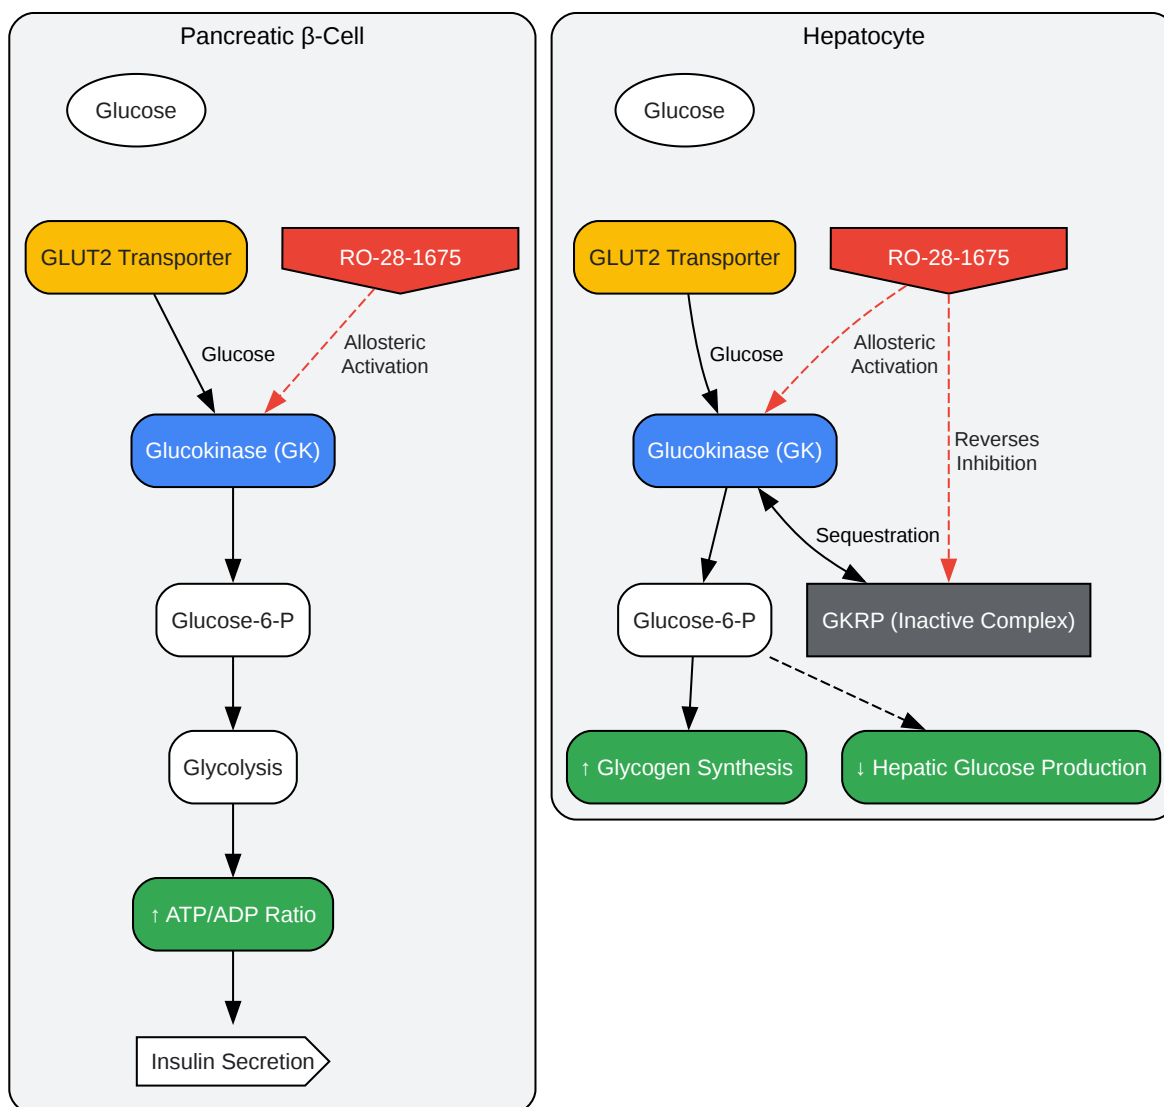 Pancreatic β-Cell
Glucose
GLUT2 Transporter
RO-28-1675
Glucose
Allosteric
Activation
Glucokinase (GK)
Glucose-6-P
Glycolysis
↑ ATP/ADP Ratio
Insulin Secretion
Hepatocyte
Glucose
GLUT2 Transporter
RO-28-1675
Glucose
Allosteric
Activation
Reverses
Inhibition
Glucokinase (GK)
Sequestration
Glucose-6-P
GKRP (Inactive Complex)
↑ Glycogen Synthesis
↓ Hepatic Glucose Production